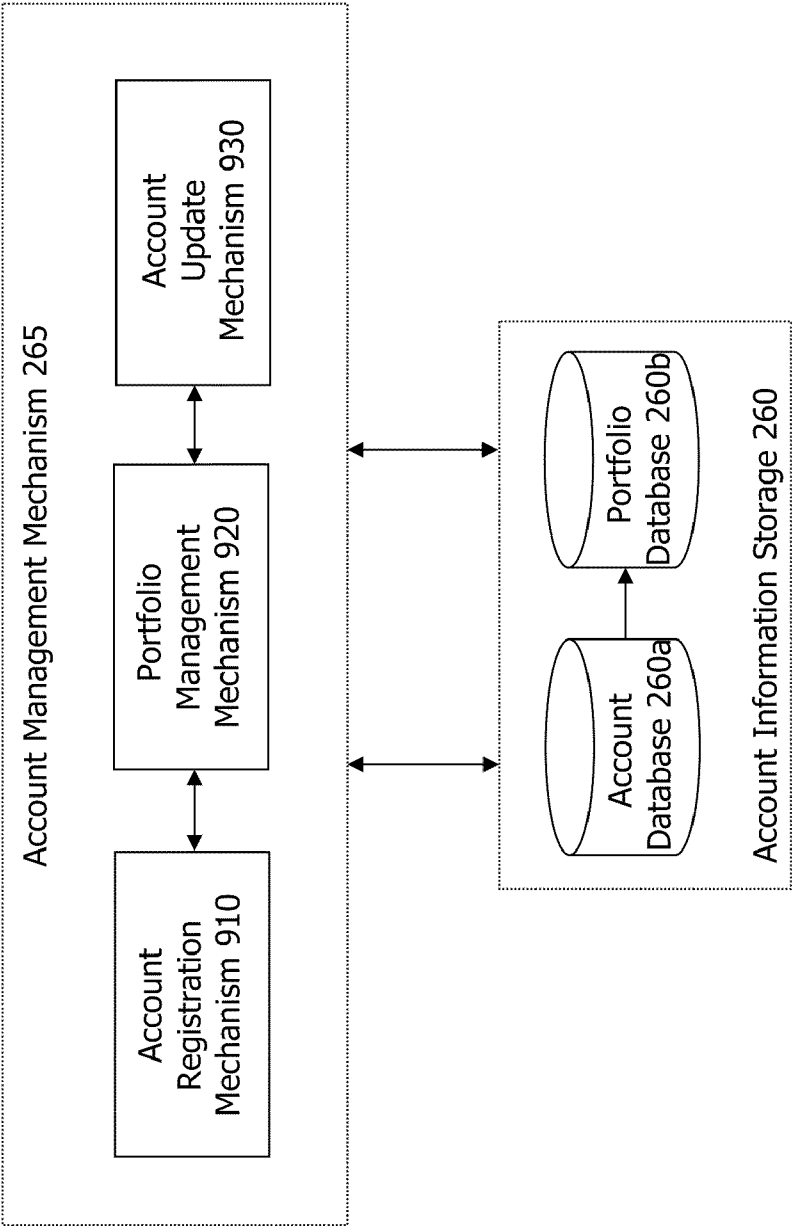 Account Management Mechanism 265
Account
Registration
Mechanism 910
Portfolio
Management
Mechanism 920
Account
Update
Mechanism 930
Account
Database 260a
Portfolio
Database 260b
Account Information Storage 260